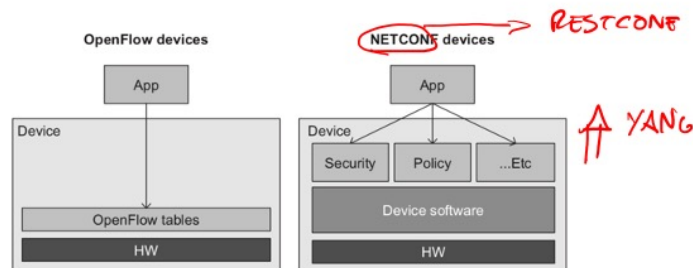 OpenFlow devices
App
Device
OpenFlow tables
HW
NETCONF devices
RESTCONF
App
YANG
Device
Security
Policy
...Etc
Device software
HW